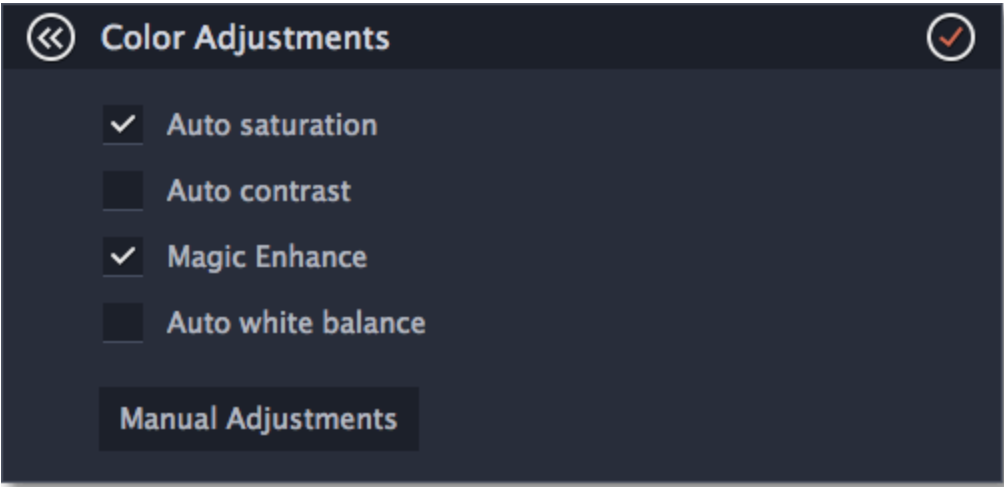 Color Adjustments
Auto saturation
Auto contrast
Magic Enhance
Auto white balance
Manual Adjustments